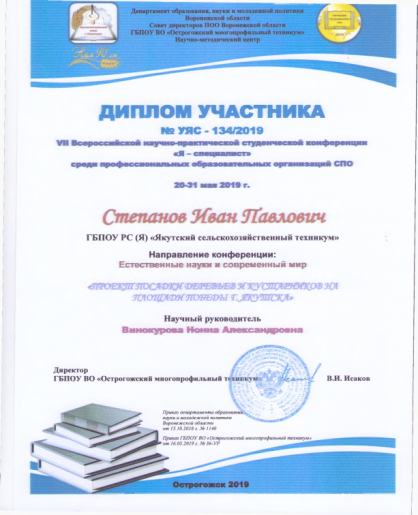 Департамент образования, науки и молодежной политики
Воронежской области
Совет директоров ПОО Воронежской области
ГБПОУ ВО «Острогожский многопрофильный техникум»
Научно-методический центр
ДИПЛОМ УЧАСТНИКА
№ УЯС - 134/2019
VII Всероссийской научно-практической студенческой конференции
«Я – специалист»
среди профессиональных образовательных организаций СПО
20-31 мая 2019 г.
Степанов Иван Павлович
ГБПОУ РС (Я) «Якутский сельскохозяйственный техникум»
Направление конференции:
Естественные науки и современный мир
«ПРОЕКТ ПОСАДКИ ДЕРЕВЬЕВ И КУСТАРНИКОВ НА
ПЛОЩАДИ ПОБЕДЫ Г. ЯКУТСКА»
Научный руководитель
Винокурова Нонна Александровна
Директор
ГБПОУ ВО «Острогожский многопрофильный техникум»
В.Н. Исаков
Приказ департамента образования,
науки и молодежной политики
Воронежской области
от 15.10.2018 г. №
Приказ ГБПОУ ВО «Острогожский многопрофильный техникум»
от 16.05.2019 г. №
Острогожск 2019